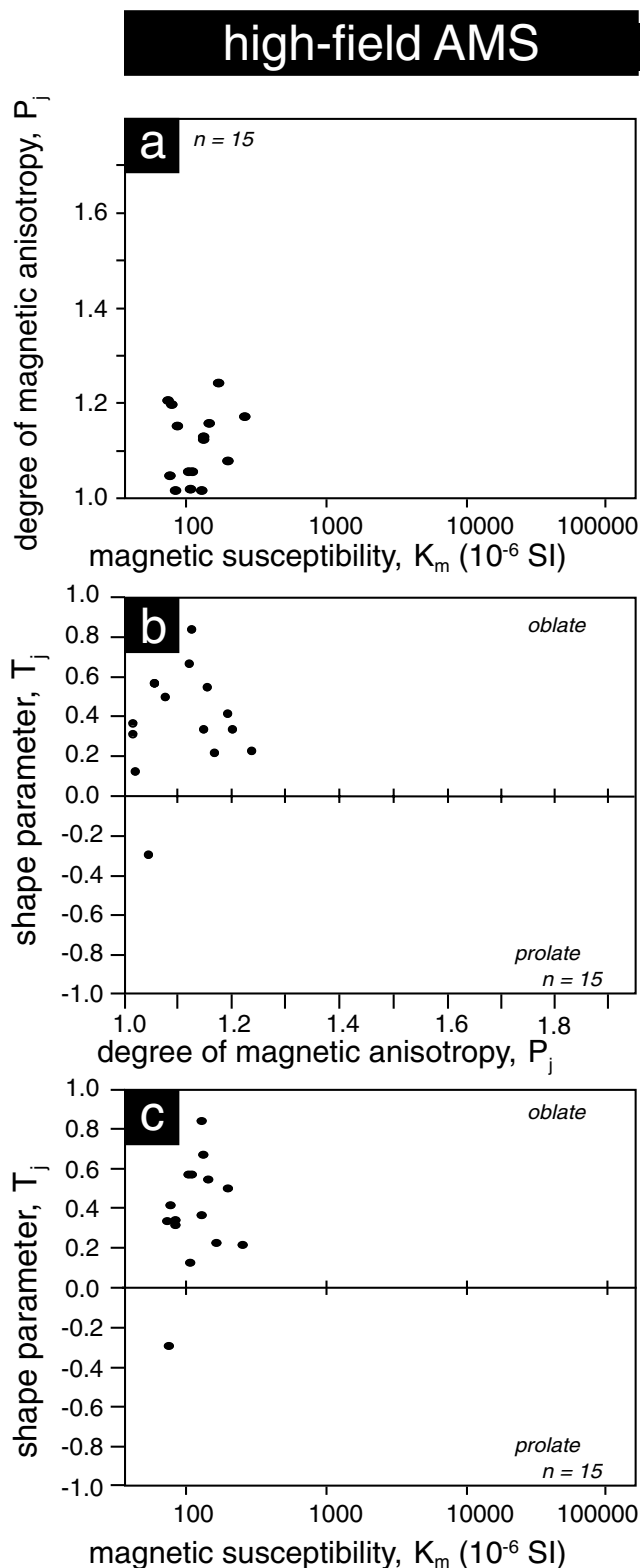 high-field AMS
a
n = 15
degree of magnetic anisotropy, Pj
1.6
1.4
1.2
1.0
100 1000 10000 100000
magnetic susceptibility, Km (10-6 SI)
b
oblate
shape parameter, Tj
1.0
0.8
0.6
0.4
0.2
0.0
-0.2
-0.4
-0.6
-0.8
-1.0
prolate
n = 15
1.0 1.2 1.4 1.6 1.8
degree of magnetic anisotropy, Pj
c
oblate
shape parameter, Tj
1.0
0.8
0.6
0.4
0.2
0.0
-0.2
-0.4
-0.6
-0.8
-1.0
prolate
n = 15
100 1000 10000 100000
magnetic susceptibility, Km (10-6 SI)